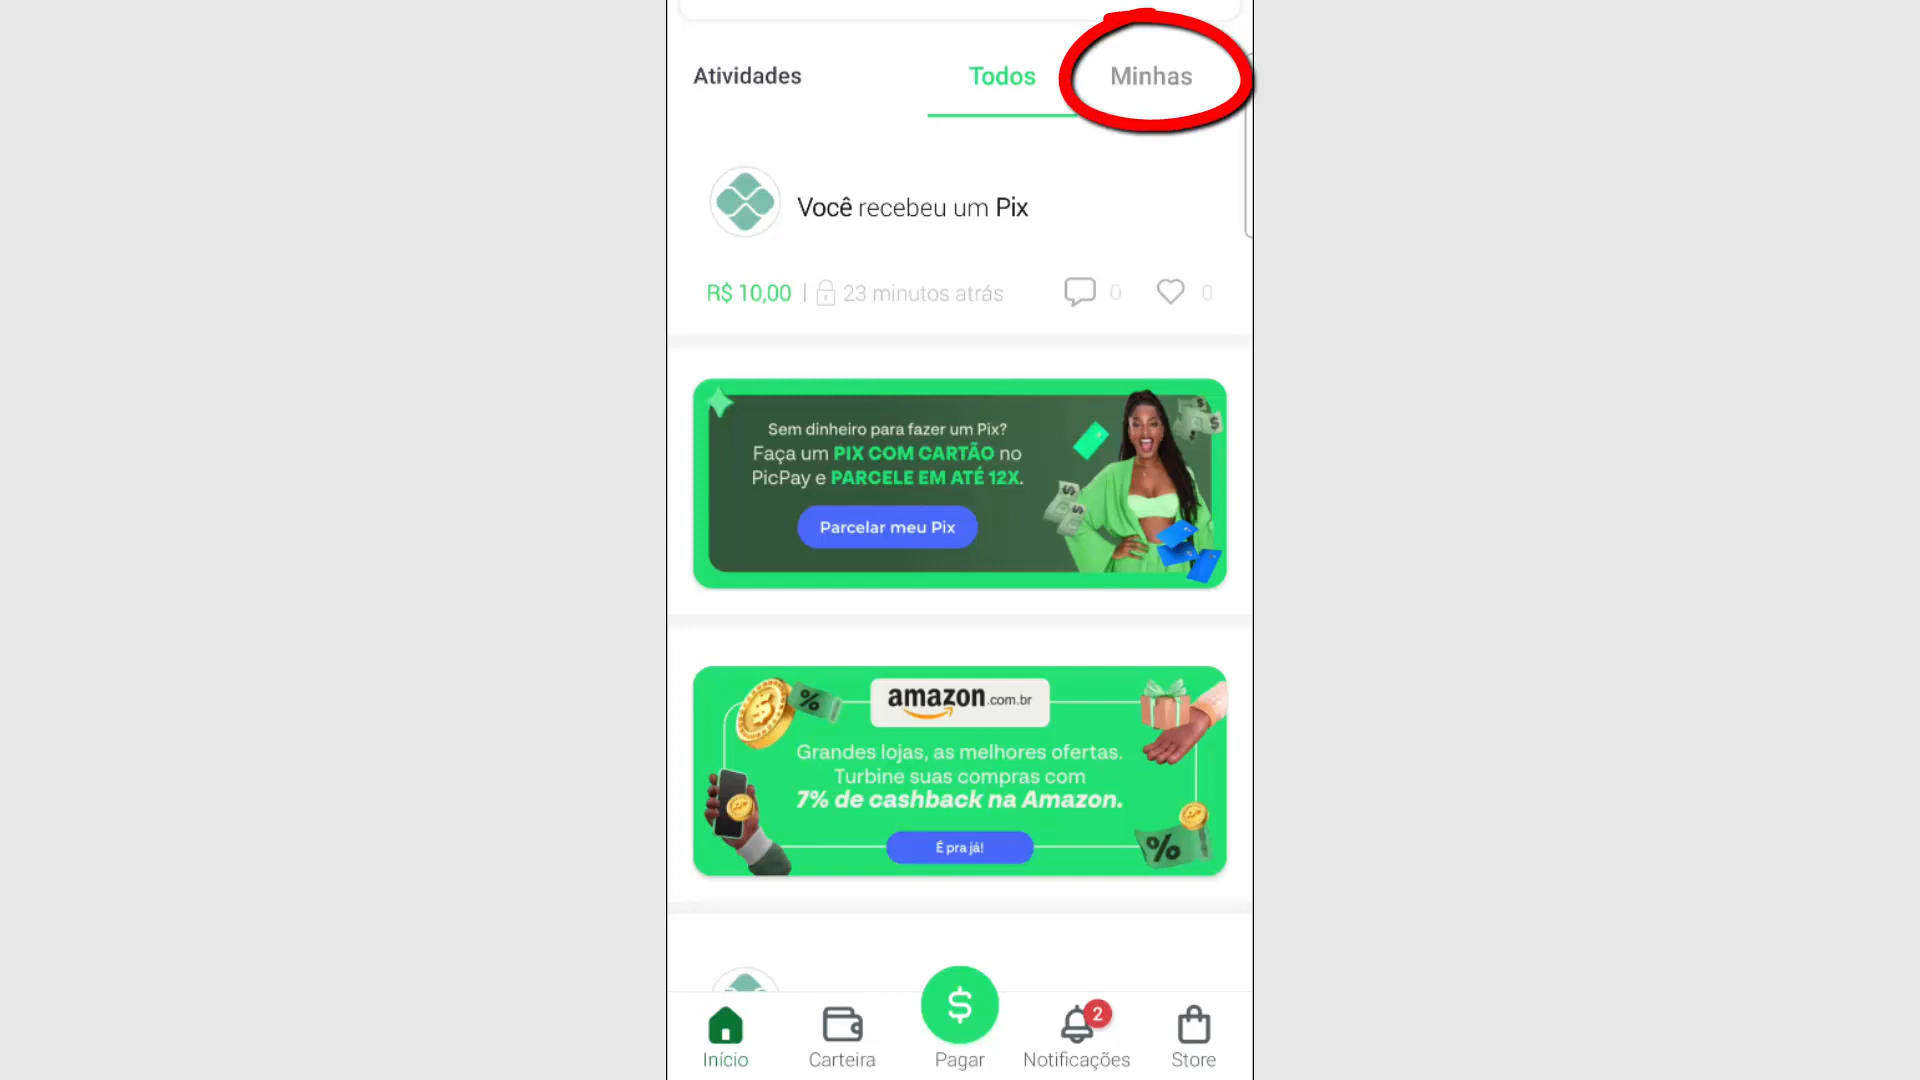 Atividades Todos Minhas
Você recebeu um Pix
R$ 10,00 | 23 minutos atrás 0 0
Sem dinheiro para fazer um Pix?
Faça um PIX COM CARTÃO no
PicPay e PARCELE EM ATÉ 12X.
Parcelar meu Pix
amazon.com.br
Grandes lojas, as melhores ofertas.
Turbine suas compras com
7% de cashback na Amazon.
É pra já!
2
Início Carteira Pagar Notificações Store